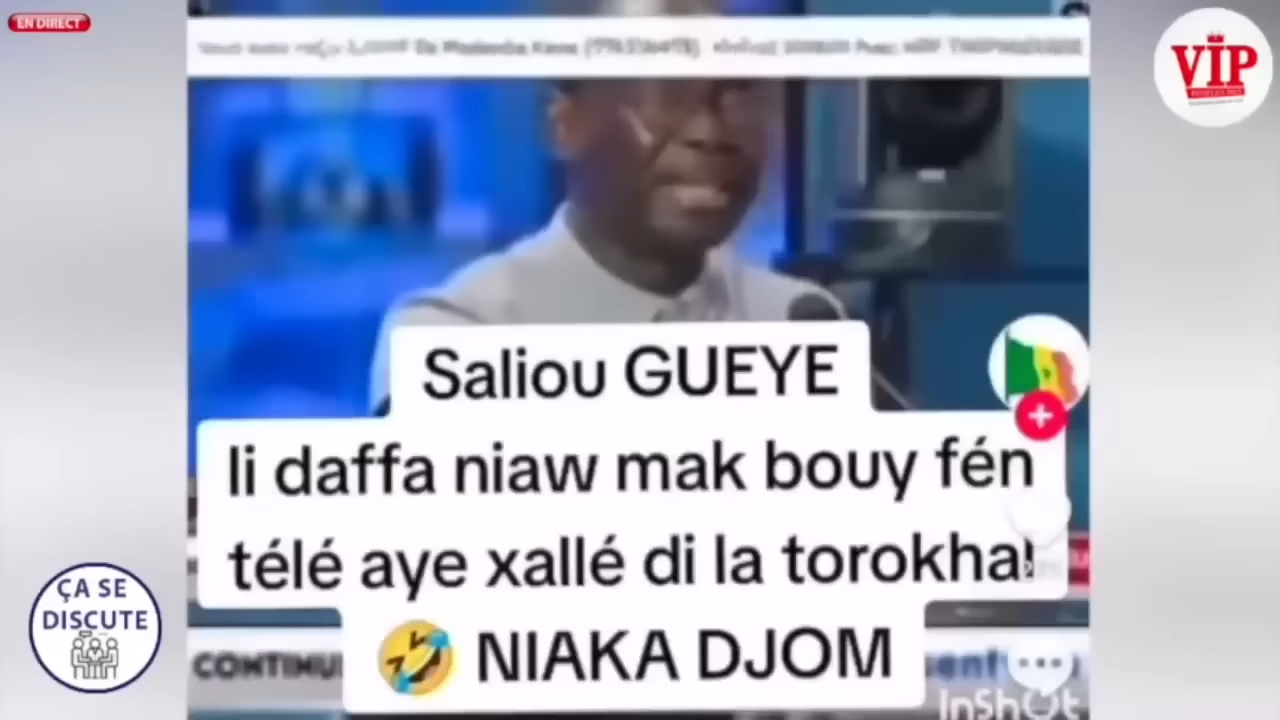 EN DIRECT
VIP
Saliou GUEYE
li daffa niaw mak bouy fén
télé aye xallé di la torokhal
🤣 NIAKA DJOM
ÇA SE
DISCUTE
CONTINU
InShOt